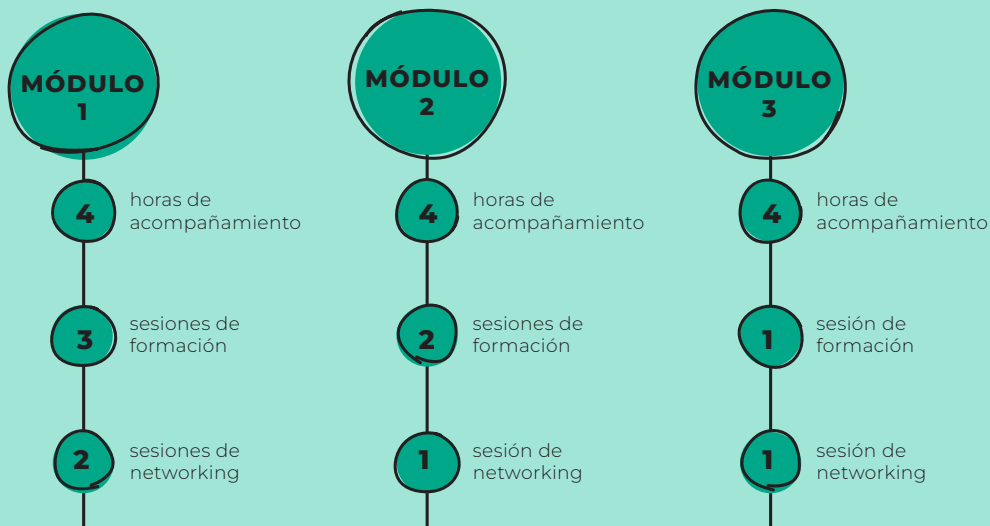 MÓDULO
1
4
horas de
acompañamiento
3
sesiones de
formación
2
sesiones de
networking
MÓDULO
2
4
horas de
acompañamiento
2
sesiones de
formación
1
sesión de
networking
MÓDULO
3
4
horas de
acompañamiento
1
sesión de
formación
1
sesión de
networking